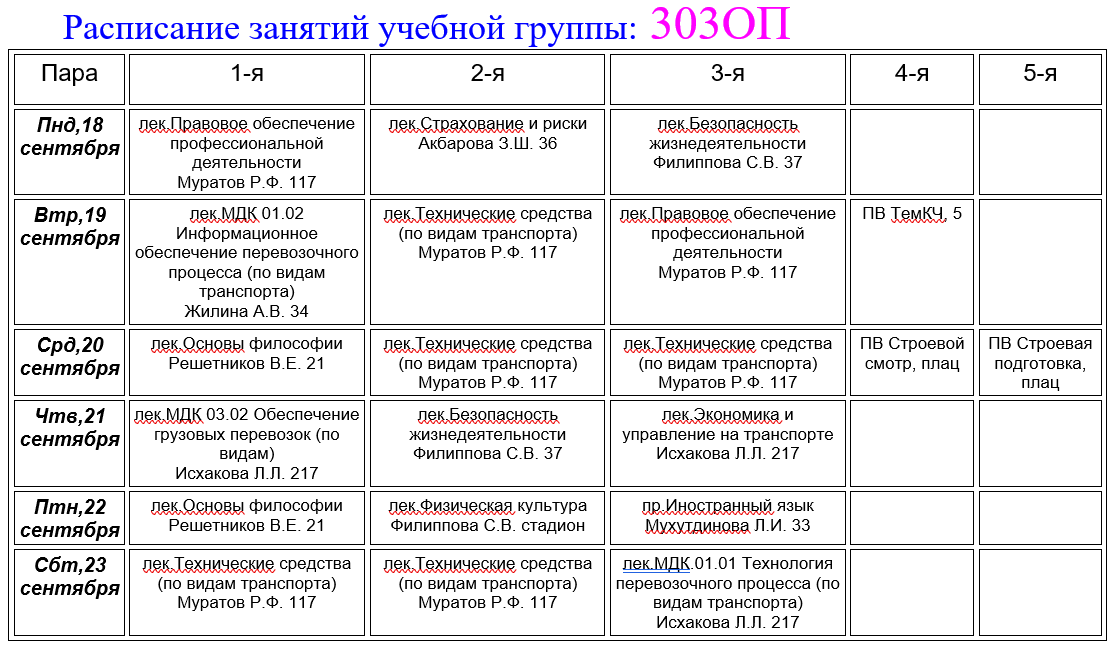 Расписание занятий учебной группы: 303ОП
Пара
1-я
2-я
3-я
4-я
5-я
Пнд,18
сентября
лек.Правовое обеспечение
профессиональной
деятельности
Муратов Р.Ф. 117
лек.Страхование и риски
Акбарова З.Ш. 36
лек.Безопасность
жизнедеятельности
Филиппова С.В. 37
Втр,19
сентября
лек.МДК 01.02
Информационное
обеспечение перевозочного
процесса (по видам
транспорта)
Жилина А.В. 34
лек.Технические средства
(по видам транспорта)
Муратов Р.Ф. 117
лек.Правовое обеспечение
профессиональной
деятельности
Муратов Р.Ф. 117
ПВ ТемКЧ, 5
Срд,20
сентября
лек.Основы философии
Решетников В.Е. 21
лек.Технические средства
(по видам транспорта)
Муратов Р.Ф. 117
лек.Технические средства
(по видам транспорта)
Муратов Р.Ф. 117
ПВ Строевой
смотр, плац
ПВ Строевая
подготовка,
плац
Чтв,21
сентября
лек.МДК 03.02 Обеспечение
грузовых перевозок (по
видам)
Исхакова Л.Л. 217
лек.Безопасность
жизнедеятельности
Филиппова С.В. 37
лек.Экономика и
управление на транспорте
Исхакова Л.Л. 217
Птн,22
сентября
лек.Основы философии
Решетников В.Е. 21
лек.Физическая культура
Филиппова С.В. стадион
пр.Иностранный язык
Мухутдинова Л.И. 33
Сбт,23
сентября
лек.Технические средства
(по видам транспорта)
Муратов Р.Ф. 117
лек.Технические средства
(по видам транспорта)
Муратов Р.Ф. 117
лек.МДК.01.01 Технология
перевозочного процесса (по
видам транспорта)
Исхакова Л.Л. 217